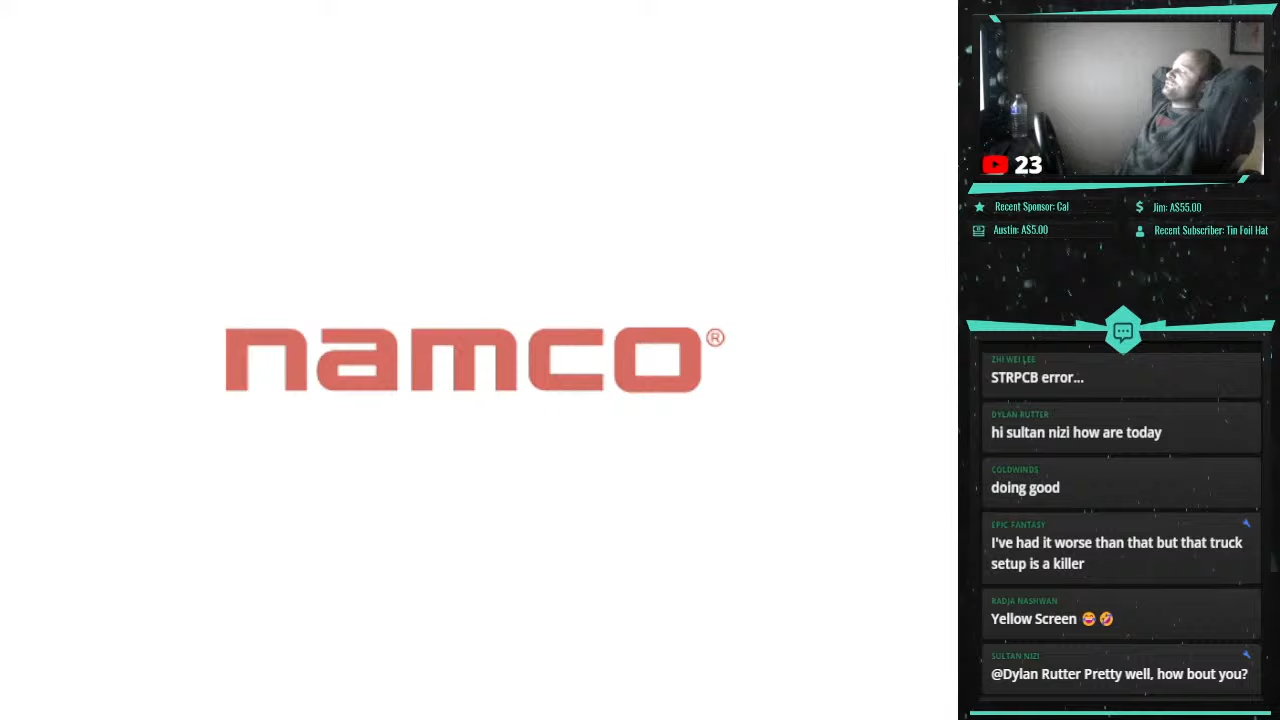 namco®
23
Recent Sponsor: Cal
Jim: A$55.00
Austin: A$5.00
Recent Subscriber: Tin Foil Hat
ZHI WEI LEE
STRPCB error...
DYLAN RUTTER
hi sultan nizi how are today
COLDWINDS
doing good
EPIC FANTASY
I've had it worse than that but that truck
setup is a killer
RADJA NASHWAN
Yellow Screen 😂 🤣
SULTAN NIZI
@Dylan Rutter Pretty well, how bout you?